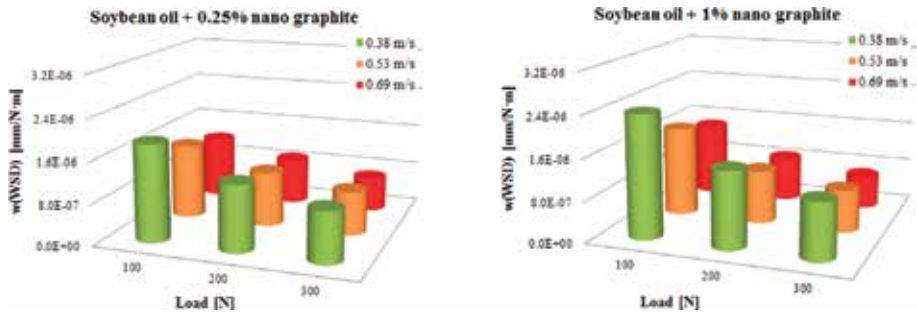 Soybean oil + 0.25% nano graphite
0.38 m/s
0.53 m/s
0.69 m/s
w(WSD) [mm/N·m]
3.2E-06
2.4E-06
1.6E-06
8.0E-07
0.0E+00
100
200
300
Load [N]
Soybean oil + 1% nano graphite
0.38 m/s
0.53 m/s
0.69 m/s
w(WSD) [mm/N·m]
3.2E-06
2.4E-06
1.6E-06
8.0E-07
0.0E+00
100
200
300
Load [N]